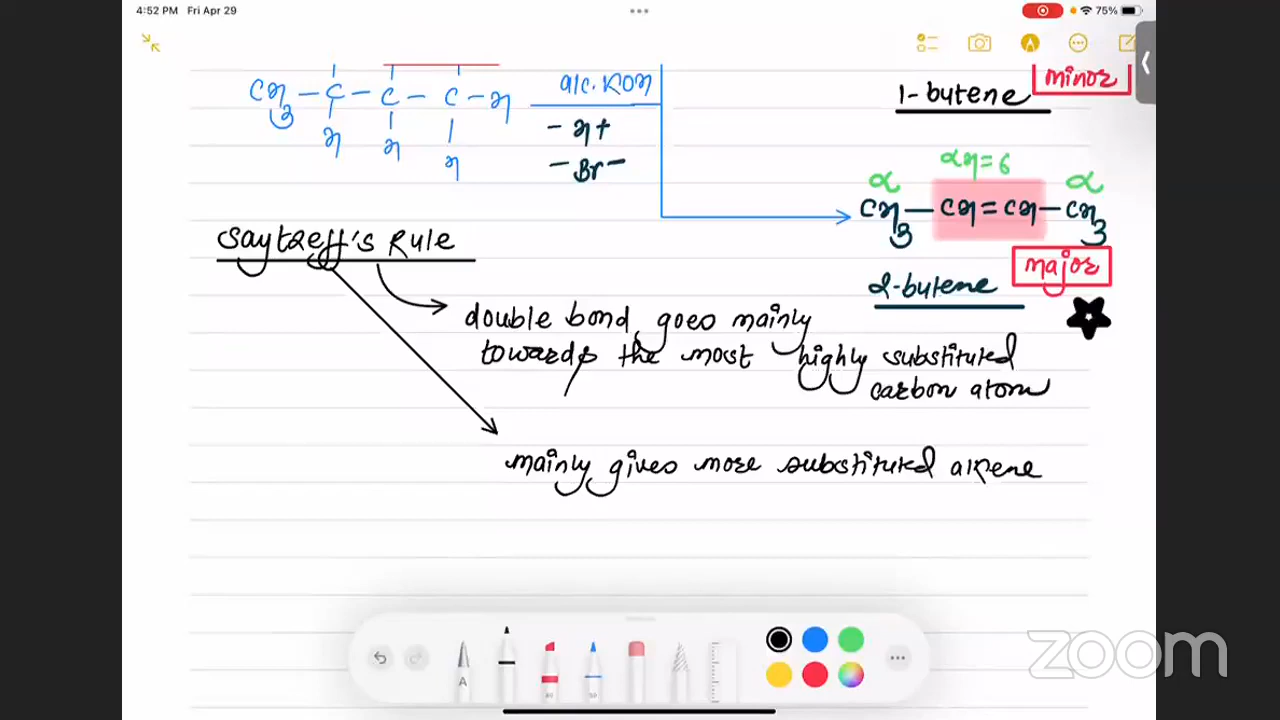 4:52 PM Fri Apr 29
75%
CH3 – C – C – C – H
H H H
alc. KOH
– H+
– Br–
1-butene
minor
αH = 6
α α
CH3 – CH = CH – CH3
major
2-butene
Saytzeff's Rule
double bond goes mainly
towards the most highly substituted
carbon atom
mainly gives more substituted alkene
A
80
50
zoom